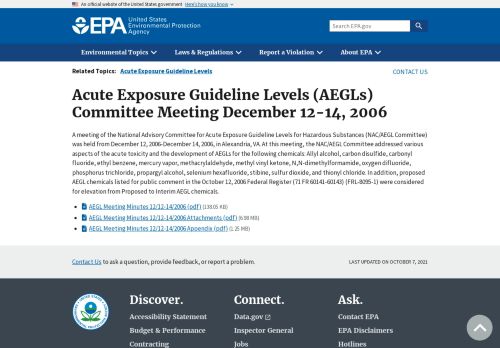 An official website of the United States government Here's how you know
EPA United States
Environmental Protection
Agency
Search EPA.gov
Environmental Topics Laws & Regulations Report a Violation About EPA
Related Topics: Acute Exposure Guideline Levels CONTACT US
Acute Exposure Guideline Levels (AEGLs)
Committee Meeting December 12-14, 2006
A meeting of the National Advisory Committee for Acute Exposure Guideline Levels for Hazardous Substances (NAC/AEGL Committee)
was held from December 12, 2006-December 14, 2006, in Alexandria, VA. At this meeting, the NAC/AEGL Committee addressed various
aspects of the acute toxicity and the development of AEGLs for the following chemicals: Allyl alcohol, carbon disulfide, carbonyl
fluoride, ethyl benzene, mercury vapor, methacrylaldehyde, methyl vinyl ketone, N,N-dimethylformamide, oxygen difluoride,
phosphorus trichloride, propargyl alcohol, selenium hexafluoride, stibine, sulfur dioxide, and thionyl chloride. In addition, proposed
AEGL chemicals listed for public comment in the October 12, 2006 Federal Register (71 FR 60141-60143) (FRL-8095-1) were considered
for elevation from Proposed to Interim AEGL chemicals.
AEGL Meeting Minutes 12/12-14/2006 (pdf) (138.05 KB)
AEGL Meeting Minutes 12/12-14/2006 Attachments (pdf) (6.98 MB)
AEGL Meeting Minutes 12/12-14/2006 Appendix (pdf) (1.25 MB)
Contact Us to ask a question, provide feedback, or report a problem. LAST UPDATED ON OCTOBER 7, 2021
Discover. Connect. Ask.
Accessibility Statement Data.gov Contact EPA
Budget & Performance Inspector General EPA Disclaimers
Contracting Jobs Hotlines